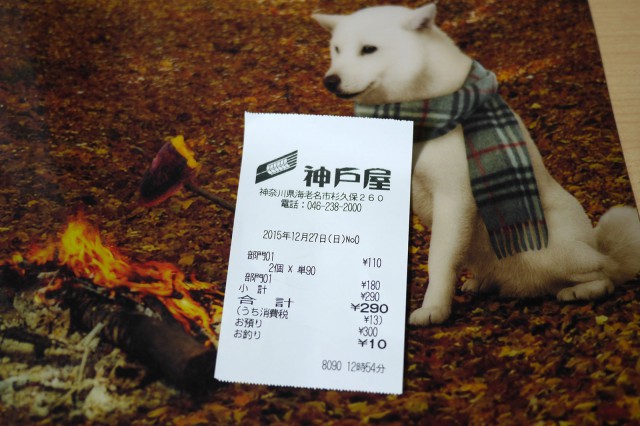 神戸屋
神奈川県海老名市杉久保260
電話:046-238-2000
2015年12月27日(日)No0
部門01 ¥110
2個 X 単90
部門01 ¥180
小 計 ¥290
合 計 ¥290
(うち消費税 ¥13)
お預り ¥300
お釣り ¥10
8090 12時54分